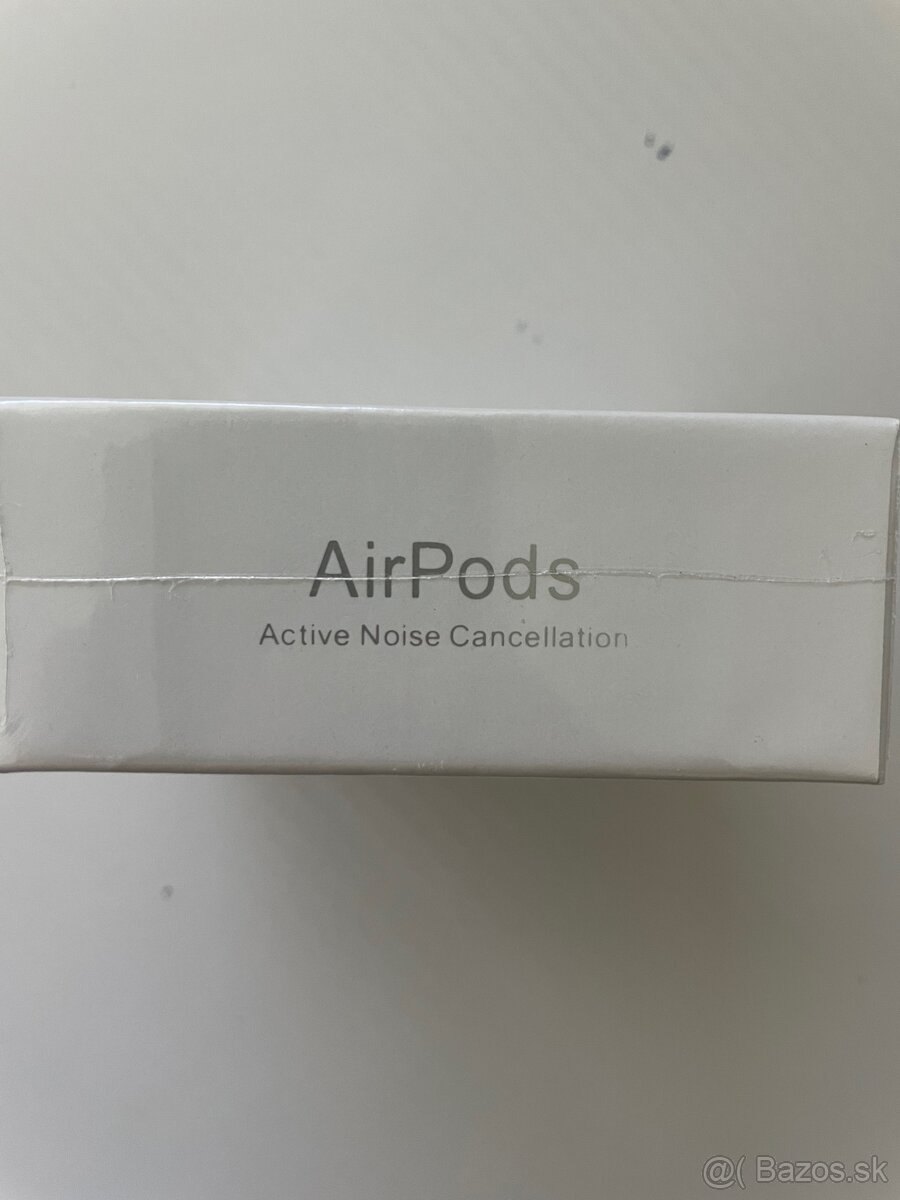 AirPods
Active Noise Cancellation
@( Bazos.sk